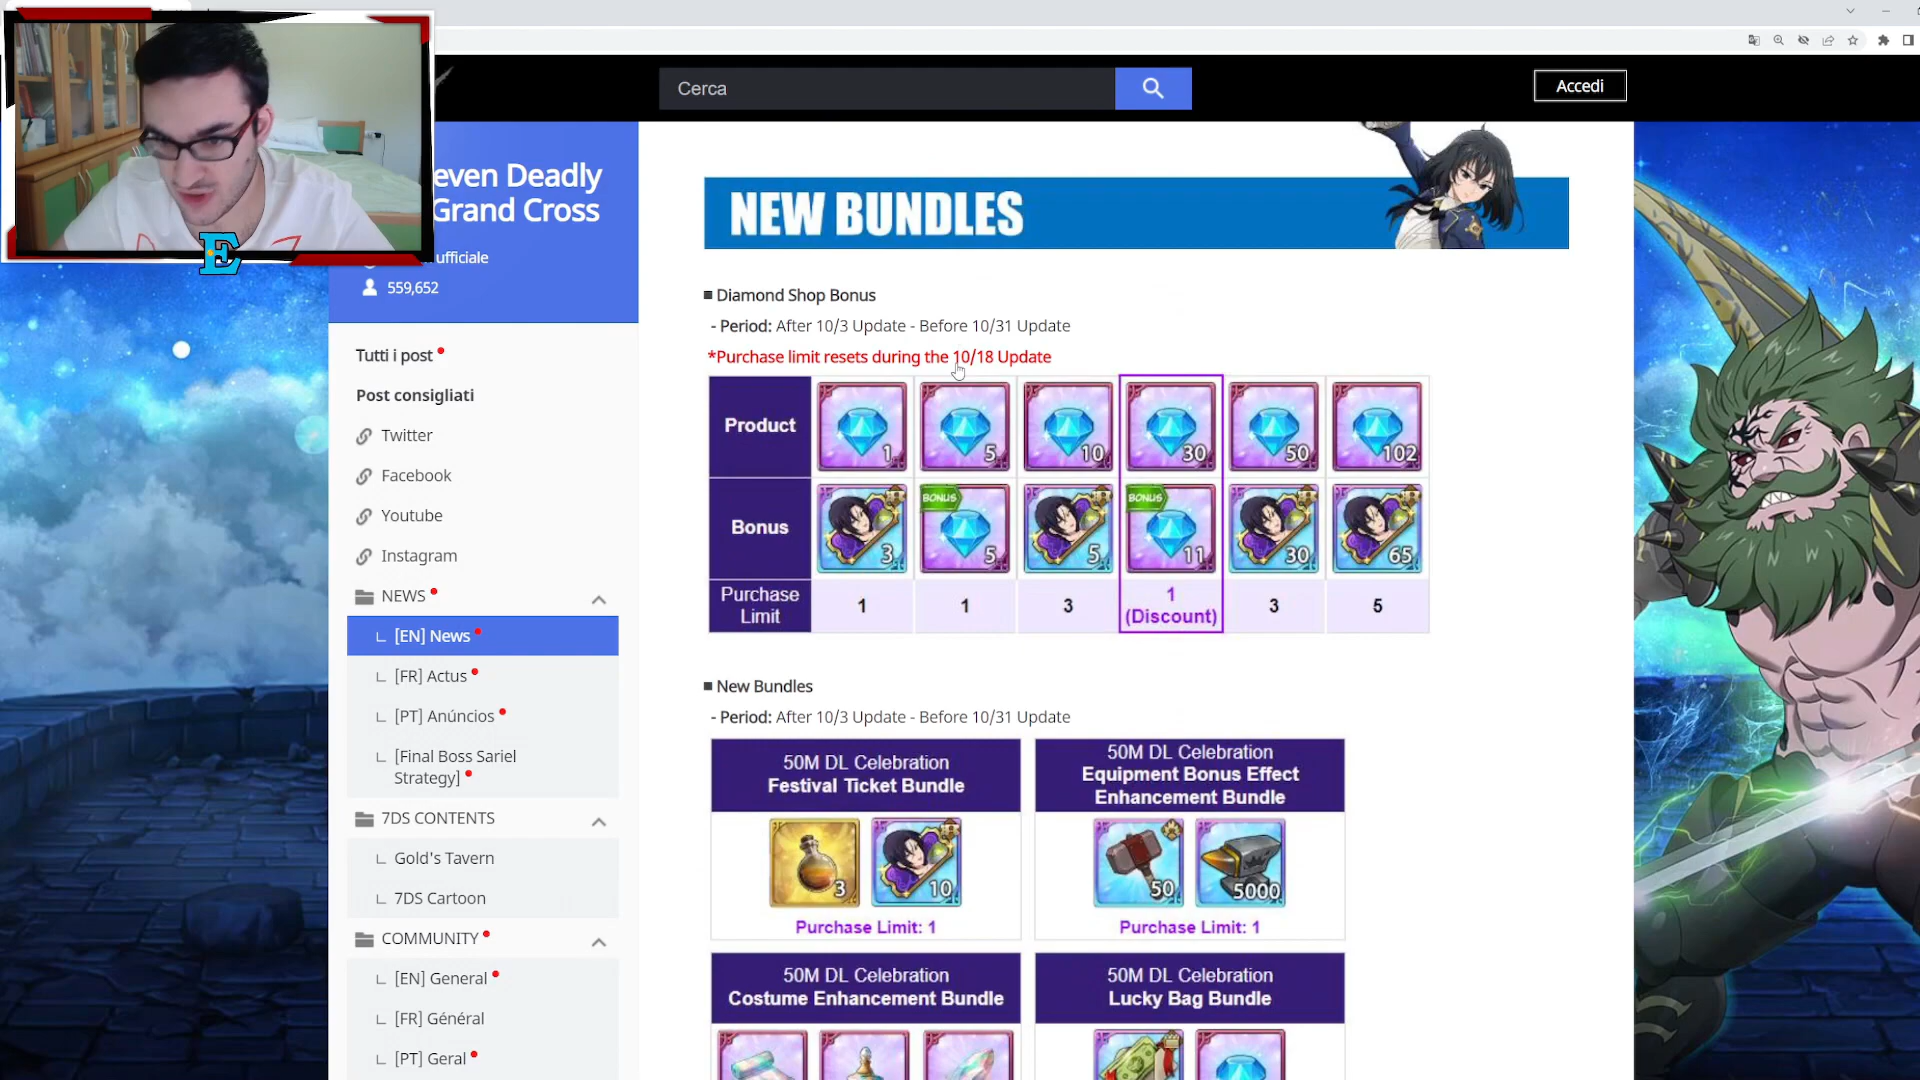 Cerca
Accedi
even Deadly
Grand Cross
ufficiale
559,652
Tutti i post
Post consigliati
Twitter
Facebook
Youtube
Instagram
NEWS
[EN] News
[FR] Actus
[PT] Anúncios
[Final Boss Sariel
Strategy]
7DS CONTENTS
Gold's Tavern
7DS Cartoon
COMMUNITY
[EN] General
[FR] Général
[PT] Geral
E
NEW BUNDLES
■ Diamond Shop Bonus
- Period: After 10/3 Update - Before 10/31 Update
*Purchase limit resets during the 10/18 Update
Product 1 5 10 30 50 102
Bonus 3 BONUS 5 5 BONUS 11 30 65
Purchase Limit 1 1 3 1 (Discount) 3 5
■ New Bundles
- Period: After 10/3 Update - Before 10/31 Update
50M DL Celebration
Festival Ticket Bundle
3 10
Purchase Limit: 1
50M DL Celebration
Equipment Bonus Effect
Enhancement Bundle
50 5000
Purchase Limit: 1
50M DL Celebration
Costume Enhancement Bundle
50M DL Celebration
Lucky Bag Bundle